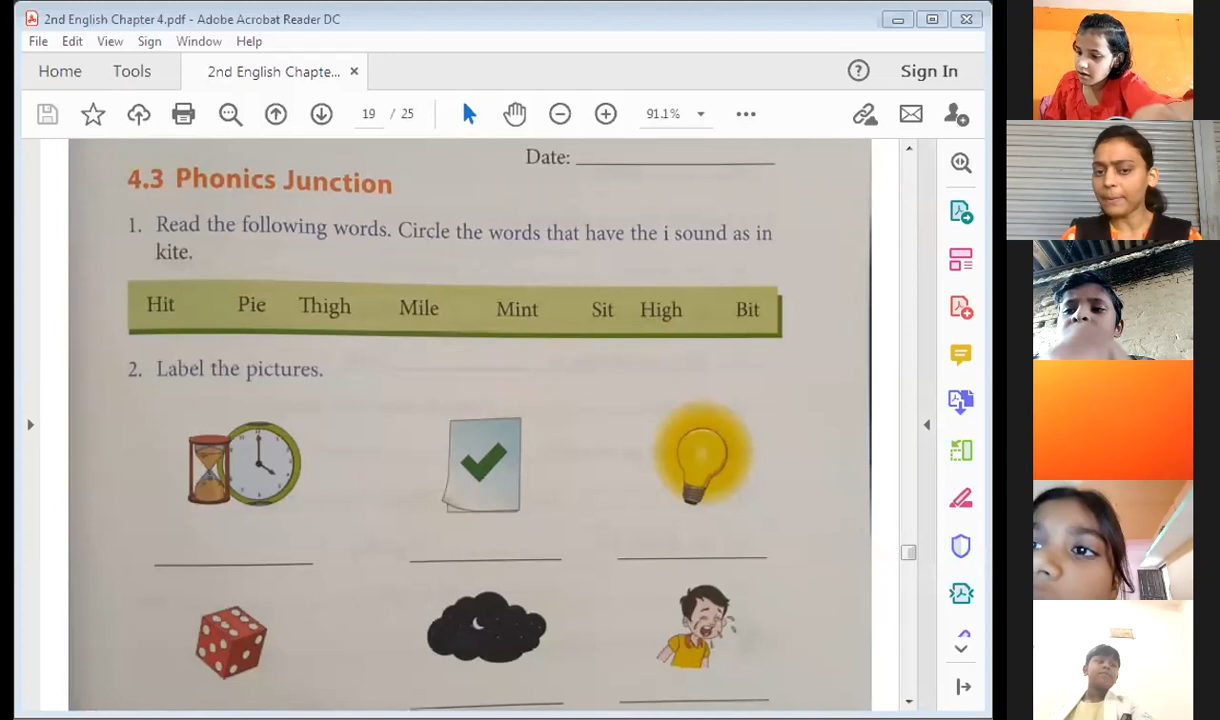 2nd English Chapter 4.pdf - Adobe Acrobat Reader DC
File Edit View Sign Window Help
Home Tools 2nd English Chapte... × Sign In
19 / 25 91.1%
Date:
4.3 Phonics Junction
1. Read the following words. Circle the words that have the i sound as in
kite.
Hit Pie Thigh Mile Mint Sit High Bit
2. Label the pictures.